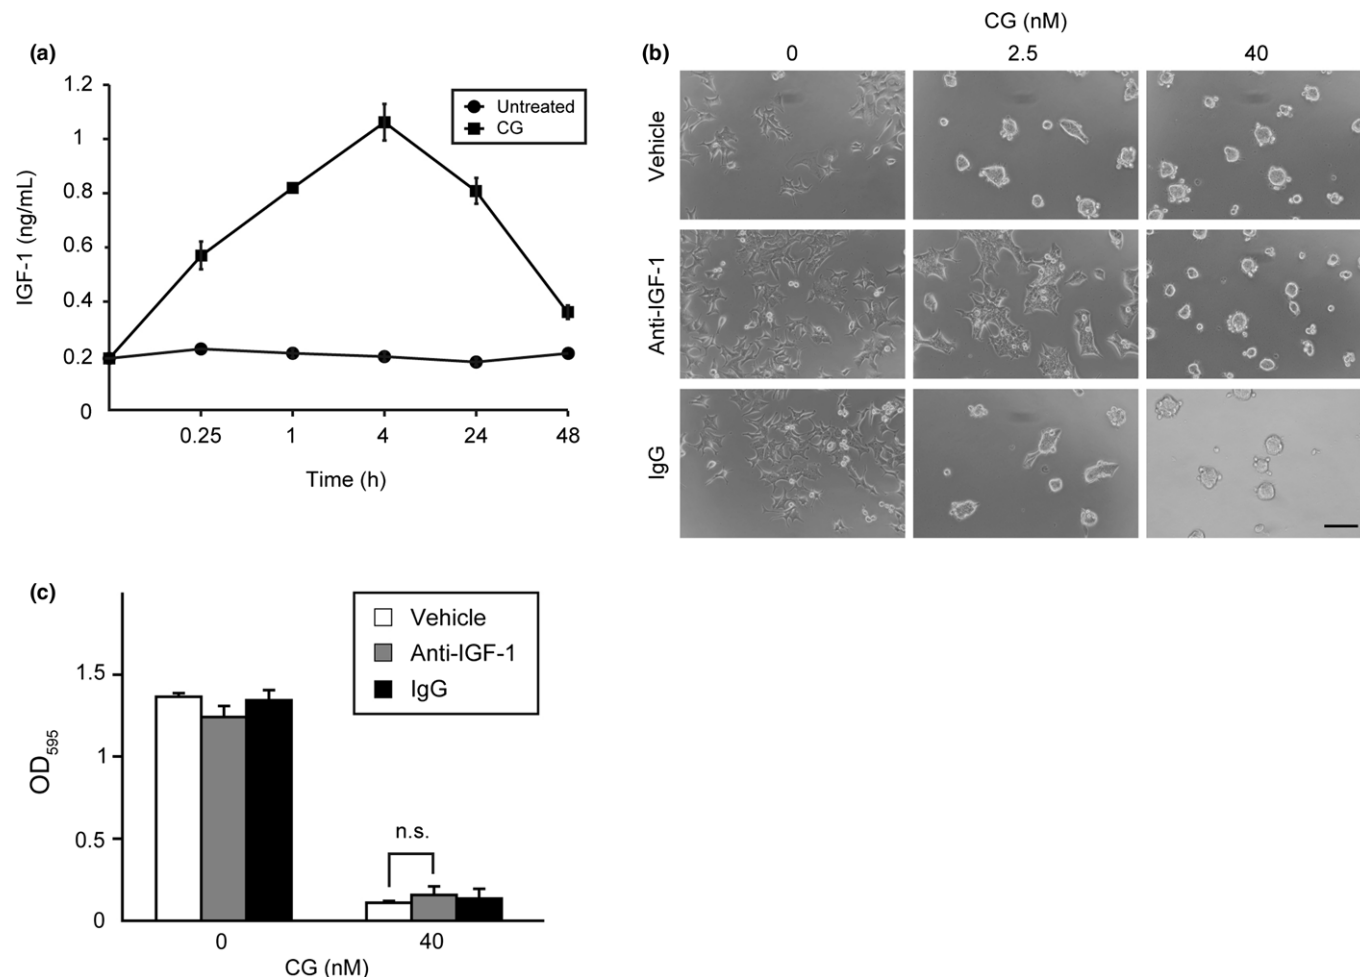 (a)
1.2
1
0.8
0.6
0.4
0.2
0
IGF-1 (ng/mL)
Untreated
CG
0.25 1 4 24 48
Time (h)
(b)
CG (nM)
0 2.5 40
Vehicle
Anti-IGF-1
IgG
(c)
Vehicle
Anti-IGF-1
IgG
1.5
1
0.5
0
OD595
n.s.
0 40
CG (nM)